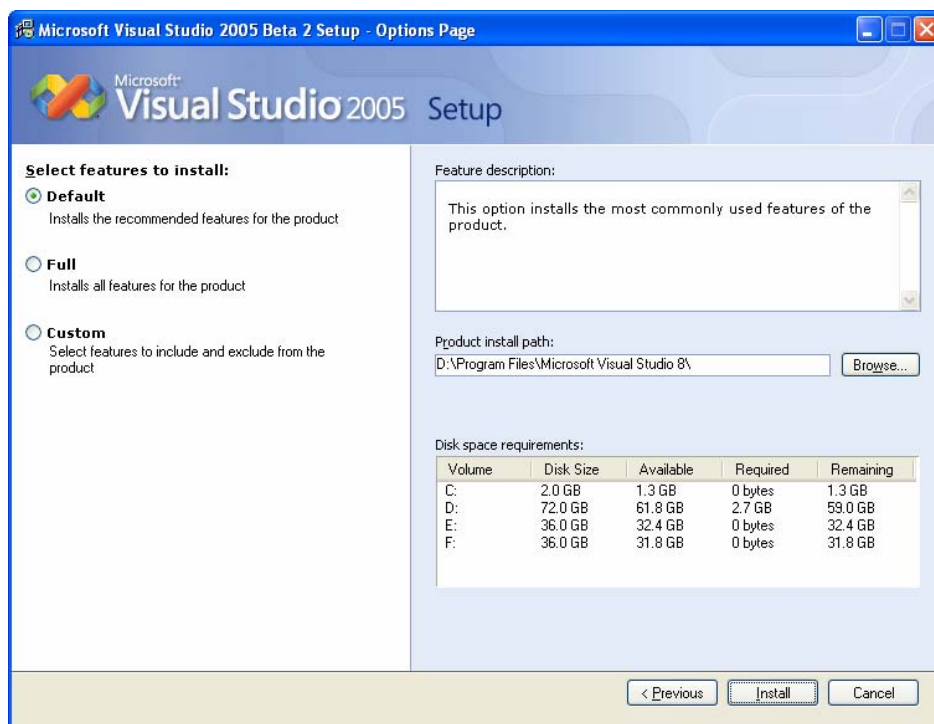 Microsoft Visual Studio 2005 Beta 2 Setup - Options Page
Microsoft
Visual Studio 2005 Setup
Select features to install:
Default
Installs the recommended features for the product
Full
Installs all features for the product
Custom
Select features to include and exclude from the
product
Feature description:
This option installs the most commonly used features of the
product.
Product install path:
D:\Program Files\Microsoft Visual Studio 8\
Browse...
Disk space requirements:
Volume Disk Size Available Required Remaining
C: 2.0 GB 1.3 GB 0 bytes 1.3 GB
D: 72.0 GB 61.8 GB 2.7 GB 59.0 GB
E: 36.0 GB 32.4 GB 0 bytes 32.4 GB
F: 36.0 GB 31.8 GB 0 bytes 31.8 GB
< Previous Install Cancel